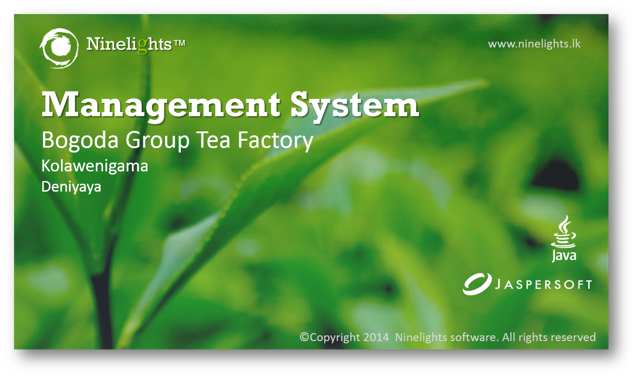 Ninelights™
www.ninelights.lk
Management System
Bogoda Group Tea Factory
Kolawenigama
Deniyaya
Java
JASPERSOFT
©Copyright 2014 Ninelights software. All rights reserved